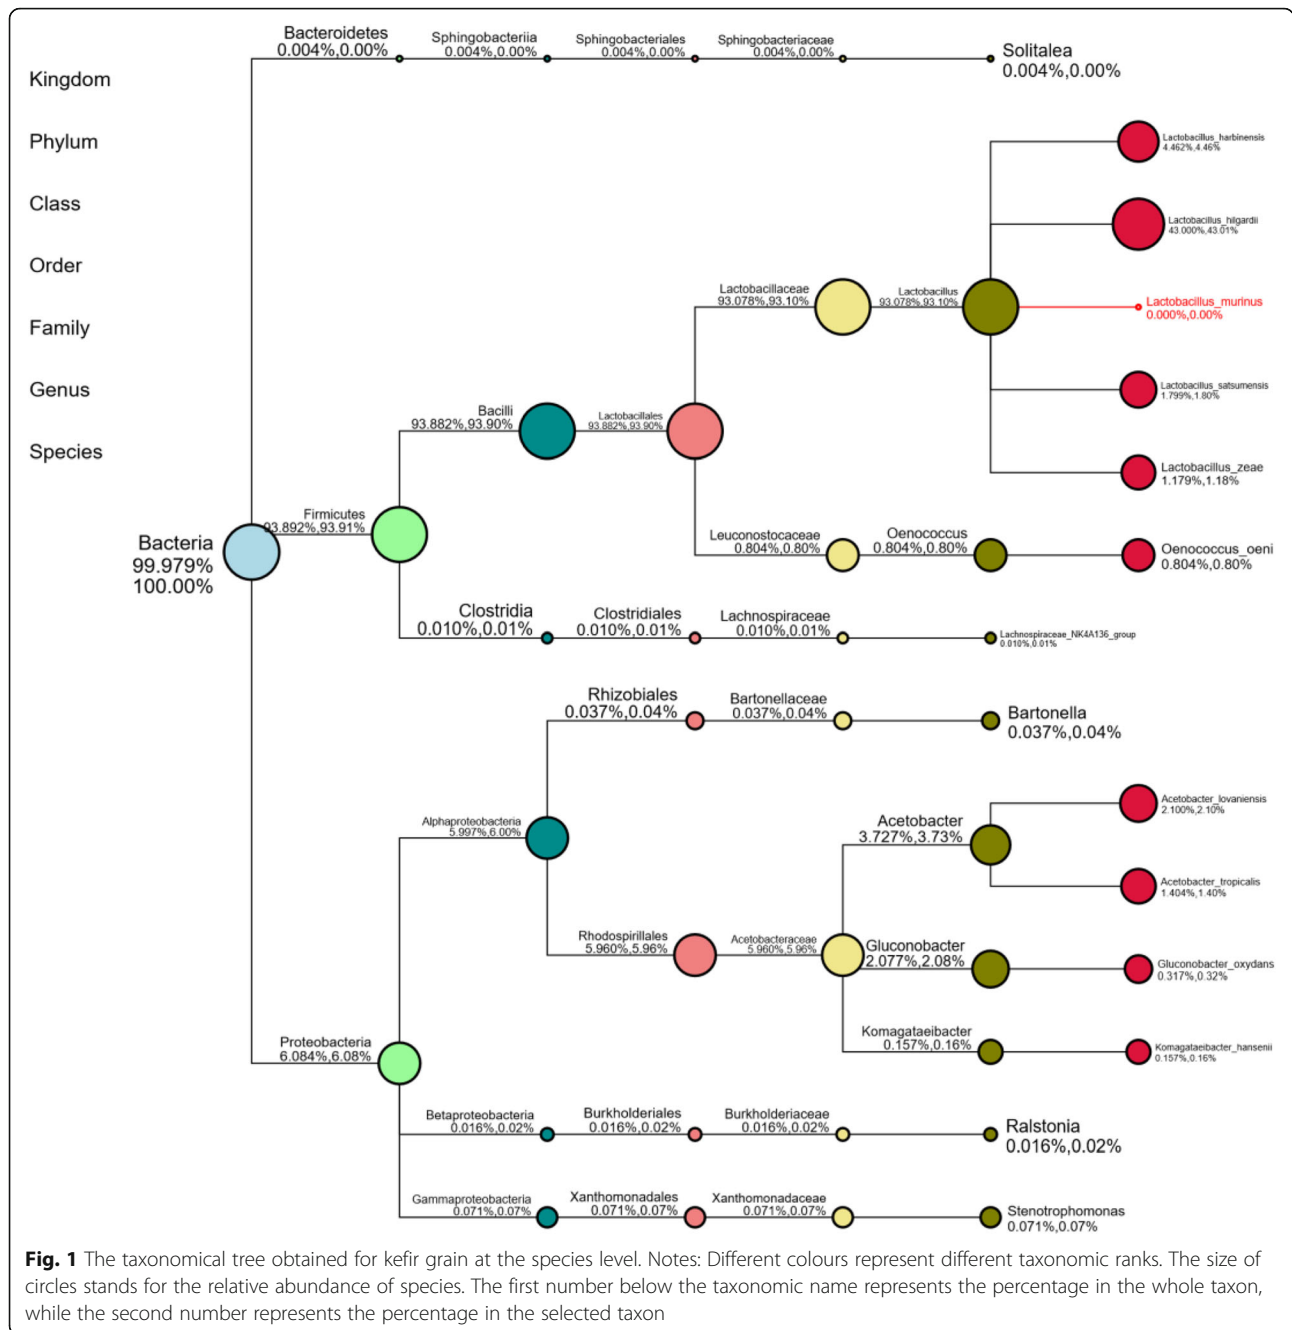 Kingdom
Phylum
Class
Order
Family
Genus
Species
Bacteria
99.979%
100.00%
Bacteroidetes
0.004%,0.00%
Sphingobacteriia
0.004%,0.00%
Sphingobacteriales
0.004%,0.00%
Sphingobacteriaceae
0.004%,0.00%
Solitalea
0.004%,0.00%
Firmicutes
93.892%,93.91%
Bacilli
93.882%,93.90%
Lactobacillales
93.882%,93.90%
Lactobacillaceae
93.078%,93.10%
Lactobacillus
93.078%,93.10%
Lactobacillus_harbinensis
4.462%,4.46%
Lactobacillus_hilgardii
43.000%,43.01%
Lactobacillus_murinus
0.000%,0.00%
Lactobacillus_satsumensis
1.799%,1.80%
Lactobacillus_zeae
1.179%,1.18%
Leuconostocaceae
0.804%,0.80%
Oenococcus
0.804%,0.80%
Oenococcus_oeni
0.804%,0.80%
Clostridia
0.010%,0.01%
Clostridiales
0.010%,0.01%
Lachnospiraceae
0.010%,0.01%
Lachnospiraceae_NK4A136_group
0.010%,0.01%
Proteobacteria
6.084%,6.08%
Alphaproteobacteria
5.997%,6.00%
Rhizobiales
0.037%,0.04%
Bartonellaceae
0.037%,0.04%
Bartonella
0.037%,0.04%
Rhodospirillales
5.960%,5.96%
Acetobacteraceae
5.960%,5.96%
Acetobacter
3.727%,3.73%
Acetobacter_lovaniensis
2.100%,2.10%
Acetobacter_tropicalis
1.404%,1.40%
Gluconobacter
2.077%,2.08%
Gluconobacter_oxydans
0.317%,0.32%
Komagataeibacter
0.157%,0.16%
Komagataeibacter_hansenii
0.157%,0.16%
Betaproteobacteria
0.016%,0.02%
Burkholderiales
0.016%,0.02%
Burkholderiaceae
0.016%,0.02%
Ralstonia
0.016%,0.02%
Gammaproteobacteria
0.071%,0.07%
Xanthomonadales
0.071%,0.07%
Xanthomonadaceae
0.071%,0.07%
Stenotrophomonas
0.071%,0.07%
Fig. 1 The taxonomical tree obtained for kefir grain at the species level. Notes: Different colours represent different taxonomic ranks. The size of
circles stands for the relative abundance of species. The first number below the taxonomic name represents the percentage in the whole taxon,
while the second number represents the percentage in the selected taxon